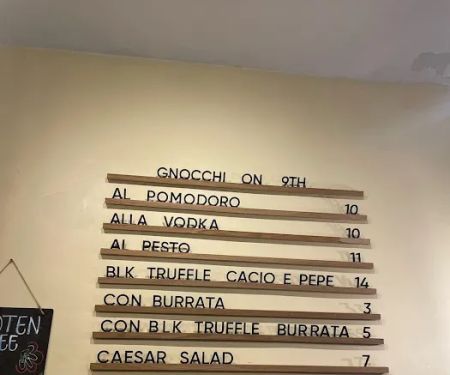 GNOCCHI ON 9TH
AL POMODORO 10
ALLA VODKA 10
AL PESTO 11
BLK TRUFFLE CACIO E PEPE 14
CON BURRATA 3
CON BLK TRUFFLE BURRATA 5
CAESAR SALAD 7